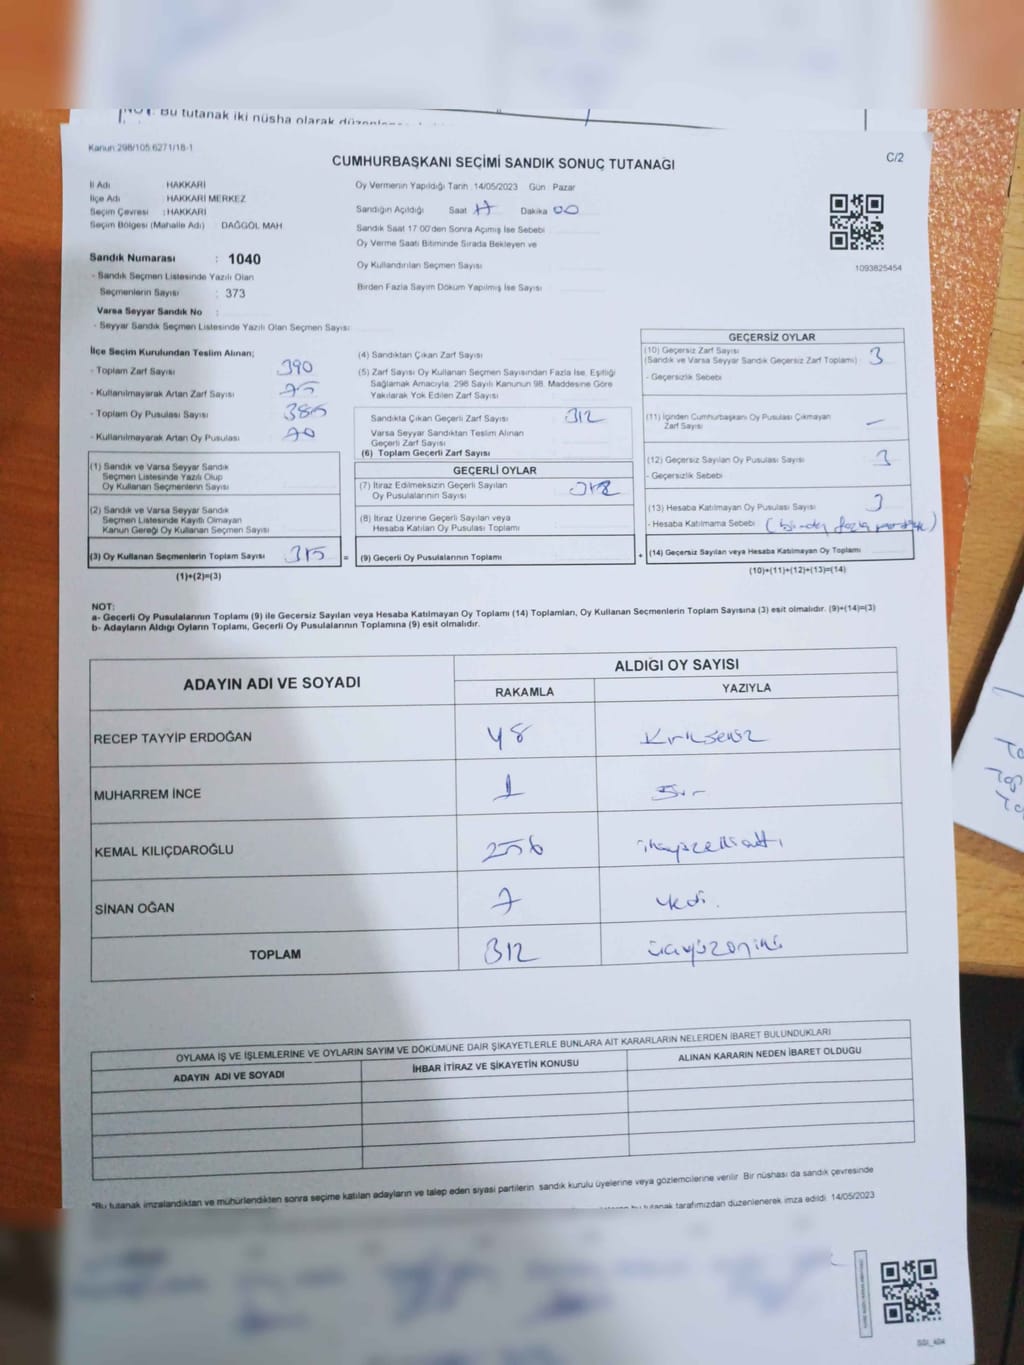 NOT: Bu tutanak iki nüsha olarak
Kanun 298/105 6271/18-1
CUMHURBAŞKANI SEÇİMİ SANDIK SONUÇ TUTANAĞI
C/2
İl Adı HAKKARİ
İlçe Adı : HAKKARİ MERKEZ
Seçim Çevresi : HAKKARİ
Seçim Bölgesi (Mahalle Adı) : DAĞGÖL MAH
Oy Vermenin Yapıldığı Tarih :14/05/2023 Gün : Pazar
Sandığın Açıldığı Saat 17 Dakika 00
Sandık Saat 17 00'den Sonra Açımış İse Sebebi
Oy Verme Saati Bitiminde Sırada Bekleyen ve
Oy Kullandırılan Seçmen Sayısı
Birden Fazla Sayım Döküm Yapılmış İse Sayısı
1093825454
Sandık Numarası : 1040
- Sandık Seçmen Listesinde Yazılı Olan
Seçmenlerin Sayısı : 373
Varsa Seyyar Sandık No :
- Seyyar Sandık Seçmen Listesinde Yazılı Olan Seçmen Sayısı:
İlçe Seçim Kurulundan Teslim Alınan;
- Toplam Zarf Sayısı 390
- Kullanılmayarak Artan Zarf Sayısı 75
- Toplam Oy Pusulası Sayısı 385
- Kullanılmayarak Artan Oy Pusulası 70
(1) Sandık ve Varsa Seyyar Sandık
Seçmen Listesinde Yazılı Olup
Oy Kullanan Seçmenlerin Sayısı
(2) Sandık ve Varsa Seyyar Sandık
Seçmen Listesinde Kayıtlı Olmayan
Kanun Gereği Oy Kullanan Seçmen Sayısı
(3) Oy Kullanan Seçmenlerin Toplam Sayısı 315 =
(1)+(2)=(3)
(4) Sandıktan Çıkan Zarf Sayısı
(5) Zarf Sayısı Oy Kullanan Seçmen Sayısından Fazla İse, Eşitliği
Sağlamak Amacıyla, 298 Sayılı Kanunun 98. Maddesine Göre
Yakılarak Yok Edilen Zarf Sayısı
Sandıkta Çıkan Geçerli Zarf Sayısı 312
Varsa Seyyar Sandıktan Teslim Alınan
Geçerli Zarf Sayısı
(6) Toplam Geçerli Zarf Sayısı
GEÇERLİ OYLAR
(7) İtiraz Edilmeksizin Geçerli Sayılan
Oy Pusulalarının Sayısı 312
(8) İtiraz Üzerine Geçerli Sayılan veya
Hesaba Katılan Oy Pusulası Toplamı
(9) Geçerli Oy Pusulalarının Toplamı +
GEÇERSİZ OYLAR
(10) Geçersiz Zarf Sayısı
(Sandık ve Varsa Seyyar Sandık Geçersiz Zarf Toplamı) : 3
- Geçersizlik Sebebi
(11) İçinden Cumhurbaşkanı Oy Pusulası Çıkmayan
Zarf Sayısı —
(12) Geçersiz Sayılan Oy Pusulası Sayısı 3
- Geçersizlik Sebebi
(13) Hesaba Katılmayan Oy Pusulası Sayısı 3
- Hesaba Katılmama Sebebi (birden fazla
(14) Geçersiz Sayılan veya Hesaba Katılmayan Oy Toplamı
(10)+(11)+(12)+(13)=(14)
NOT:
a- Geçerli Oy Pusulalarının Toplamı (9) ile Geçersiz Sayılan veya Hesaba Katılmayan Oy Toplamı (14) Toplamları, Oy Kullanan Seçmenlerin Toplam Sayısına (3) eşit olmalıdır. (9)+(14)=(3)
b- Adayların Aldığı Oyların Toplamı, Geçerli Oy Pusulalarının Toplamına (9) eşit olmalıdır.
ADAYIN ADI VE SOYADI
ALDIĞI OY SAYISI
RAKAMLA YAZIYLA
RECEP TAYYİP ERDOĞAN 48 Kırksekiz
MUHARREM İNCE 1 Bir
KEMAL KILIÇDAROĞLU 256 ikiyüzelli altı
SİNAN OĞAN 7 Yedi.
TOPLAM 312 üçyüzoniki
OYLAMA İŞ VE İŞLEMLERİNE VE OYLARIN SAYIM VE DÖKÜMÜNE DAİR ŞİKAYETLERLE BUNLARA AİT KARARLARIN NELERDEN İBARET BULUNDUKLARI
ADAYIN ADI VE SOYADI İHBAR İTİRAZ VE ŞİKAYETİN KONUSU ALINAN KARARIN NEDEN İBARET OLDUĞU
*Bu tutanak imzalandıktan ve mühürlendikten sonra seçime katılan adayların ve talep eden siyasi partilerin sandık kurulu üyelerine veya gözlemcilerine verilir. Bir nüshası da sandık çevresinde
bu tutanak tarafımızdan düzenlenerek imza edildi. 14/05/2023